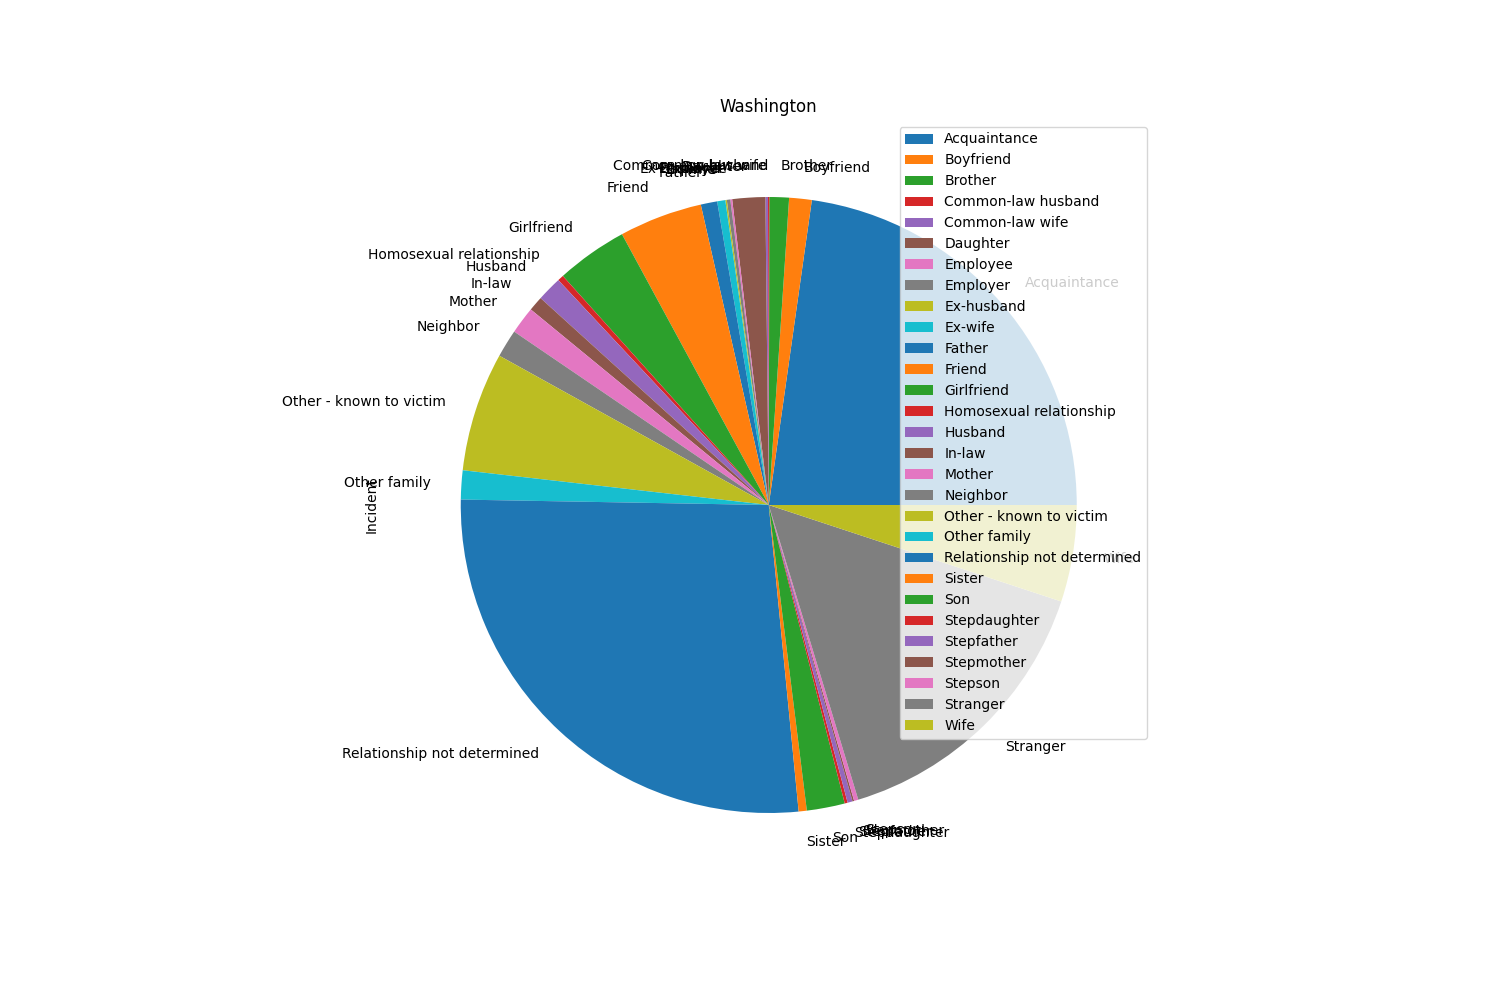 Washington
Brother
Boyfriend
Father
Friend
Girlfriend
Homosexual relationship
Husband
In-law
Mother
Neighbor
Other - known to victim
Other family
Incident
Relationship not determined
Sister
Son
Stepdaughter
Stranger
Acquaintance
Acquaintance
Boyfriend
Brother
Common-law husband
Common-law wife
Daughter
Employee
Employer
Ex-husband
Ex-wife
Father
Friend
Girlfriend
Homosexual relationship
Husband
In-law
Mother
Neighbor
Other - known to victim
Other family
Relationship not determined
Sister
Son
Stepdaughter
Stepfather
Stepmother
Stepson
Stranger
Wife